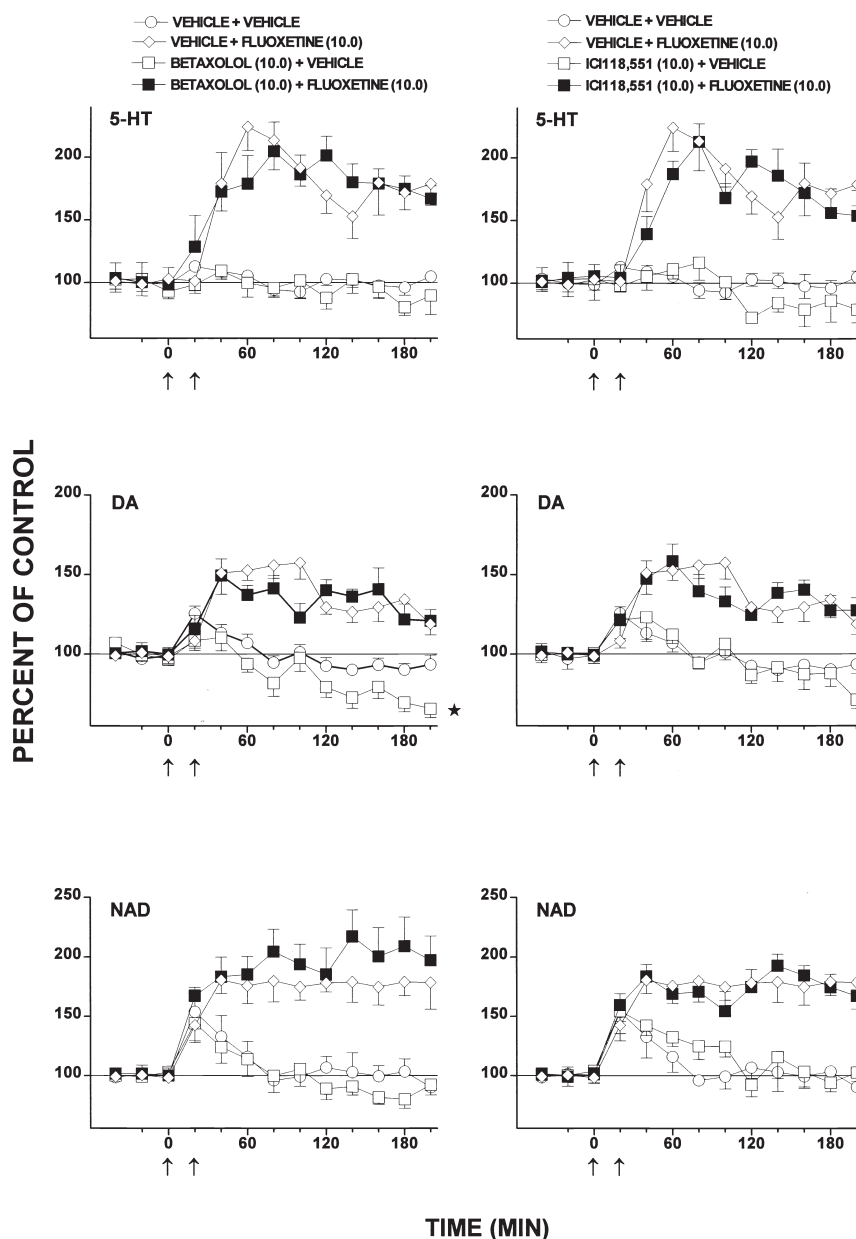 VEHICLE + VEHICLE
VEHICLE + FLUOXETINE (10.0)
BETAXOLOL (10.0) + VEHICLE
BETAXOLOL (10.0) + FLUOXETINE (10.0)
VEHICLE + VEHICLE
VEHICLE + FLUOXETINE (10.0)
ICI118,551 (10.0) + VEHICLE
ICI118,551 (10.0) + FLUOXETINE (10.0)
5-HT
200
150
100
0 60 120 180
↑ ↑
5-HT
200
150
100
0 60 120 180
↑ ↑
PERCENT OF CONTROL
DA
200
150
100
★
0 60 120 180
↑ ↑
DA
200
150
100
0 60 120 180
↑ ↑
NAD
250
200
150
100
0 60 120 180
↑ ↑
NAD
250
200
150
100
0 60 120 180
↑ ↑
TIME (MIN)